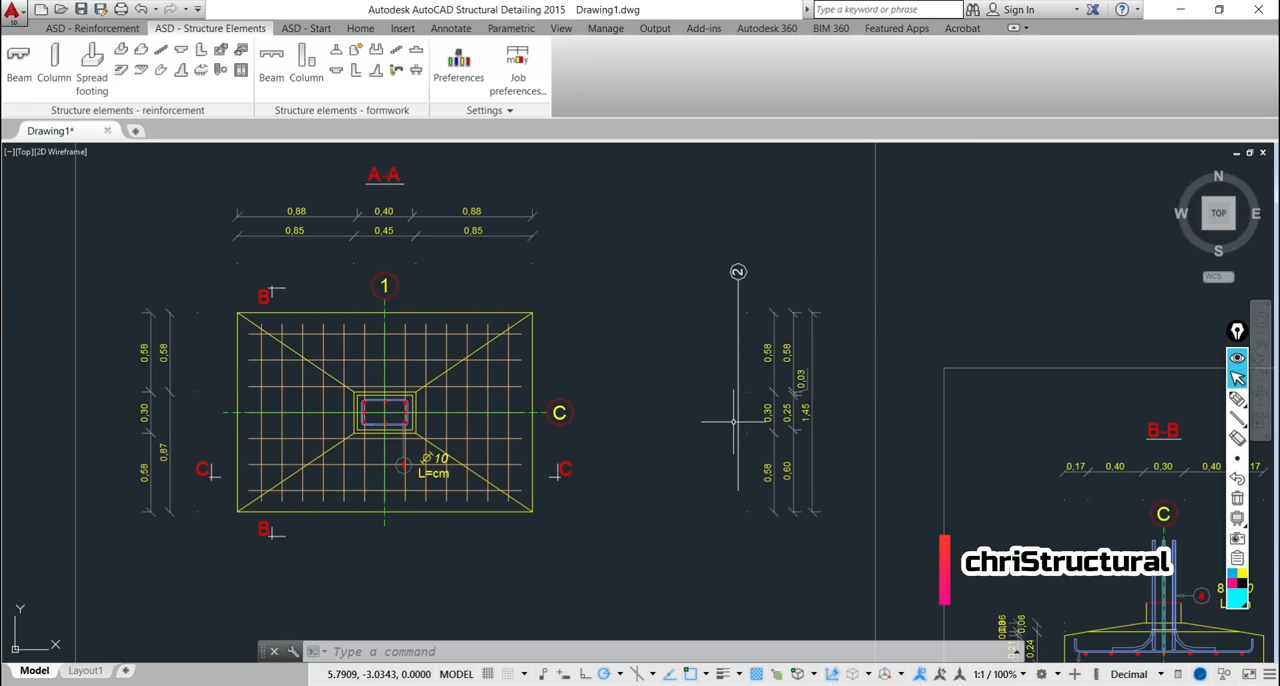 Autodesk AutoCAD Structural Detailing 2015 Drawing1.dwg
Type a keyword or phrase
Sign In
ASD - Reinforcement
ASD - Structure Elements
ASD - Start
Home
Insert
Annotate
Parametric
View
Manage
Output
Add-ins
Autodesk 360
BIM 360
Featured Apps
Acrobat
Beam
Column
Spread
footing
Beam
Column
Preferences
Job
preferences...
Structure elements - reinforcement
Structure elements - formwork
Settings
Drawing1*
[−][Top][2D Wireframe]
A-A
0,88
0,40
0,88
0,85
0,45
0,85
1
B
C
C
C
B
0,58
0,58
0,30
0,58
0,87
10
L=cm
2
0,58
0,58
0,03
0,30
0,25
1,45
0,58
0,60
N
W
TOP
E
S
WCS
B-B
0,17
0,40
0,30
0,40
17
C
4
chriStructural
0,06
0,24
Y
X
Type a command
Model
Layout1
5.7909, -3.0343, 0.0000
MODEL
1:1 / 100%
Decimal